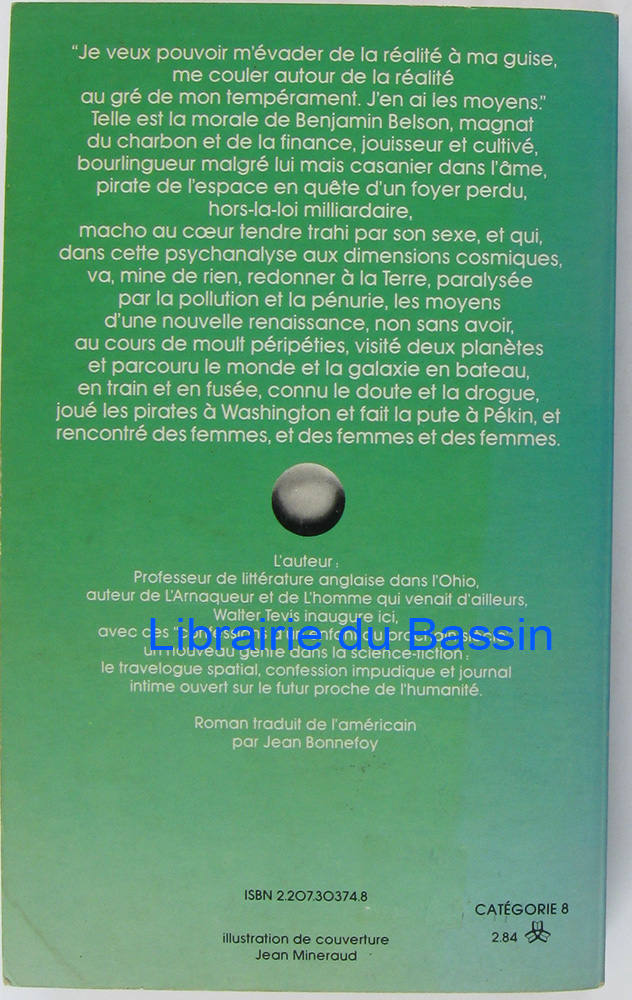 “Je veux pouvoir m'évader de la réalité à ma guise,
me couler autour de la réalité
au gré de mon tempérament. J'en ai les moyens.”
Telle est la morale de Benjamin Belson, magnat
du charbon et de la finance, jouisseur et cultivé,
bourlingueur malgré lui mais casanier dans l'âme,
pirate de l'espace en quête d'un foyer perdu,
hors-la-loi milliardaire,
macho au cœur tendre trahi par son sexe, et qui,
dans cette psychanalyse aux dimensions cosmiques,
va, mine de rien, redonner à la Terre, paralysée
par la pollution et la pénurie, les moyens
d'une nouvelle renaissance, non sans avoir,
au cours de moult péripéties, visité deux planètes
et parcouru le monde et la galaxie en bateau,
en train et en fusée, connu le doute et la drogue,
joué les pirates à Washington et fait la pute à Pékin, et
rencontré des femmes, et des femmes et des femmes.
L'auteur :
Professeur de littérature anglaise dans l'Ohio,
auteur de L'Arnaqueur et de L'homme qui venait d'ailleurs,
Walter Tevis inaugure ici,
avec ces “confessions d'un enfant du
Librairie du Bassin
un nouveau genre dans la science-fiction :
le travelogue spatial, confession impudique et journal
intime ouvert sur le futur proche de l'humanité.
Roman traduit de l'américain
par Jean Bonnefoy
ISBN 2.207.30374.8
CATÉGORIE 8
2.84
illustration de couverture
Jean Mineraud